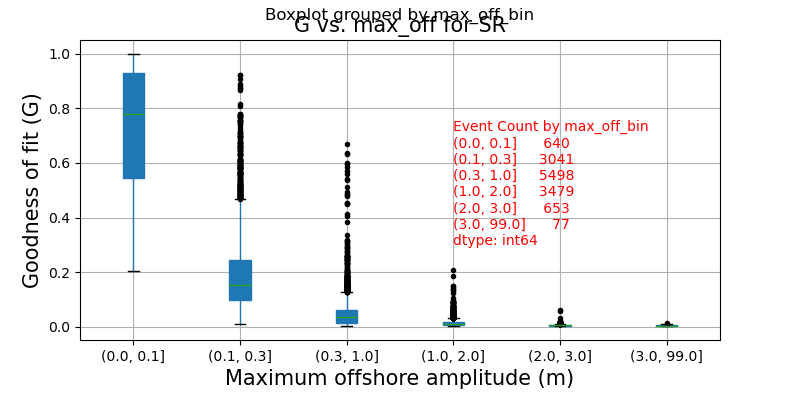 Boxplot grouped by max_off_bin
G vs. max_off for SR
Goodness of fit (G)
1.0
0.8
0.6
0.4
0.2
0.0
Event Count by max_off_bin
(0.0, 0.1] 640
(0.1, 0.3] 3041
(0.3, 1.0] 5498
(1.0, 2.0] 3479
(2.0, 3.0] 653
(3.0, 99.0] 77
dtype: int64
(0.0, 0.1] (0.1, 0.3] (0.3, 1.0] (1.0, 2.0] (2.0, 3.0] (3.0, 99.0]
Maximum offshore amplitude (m)